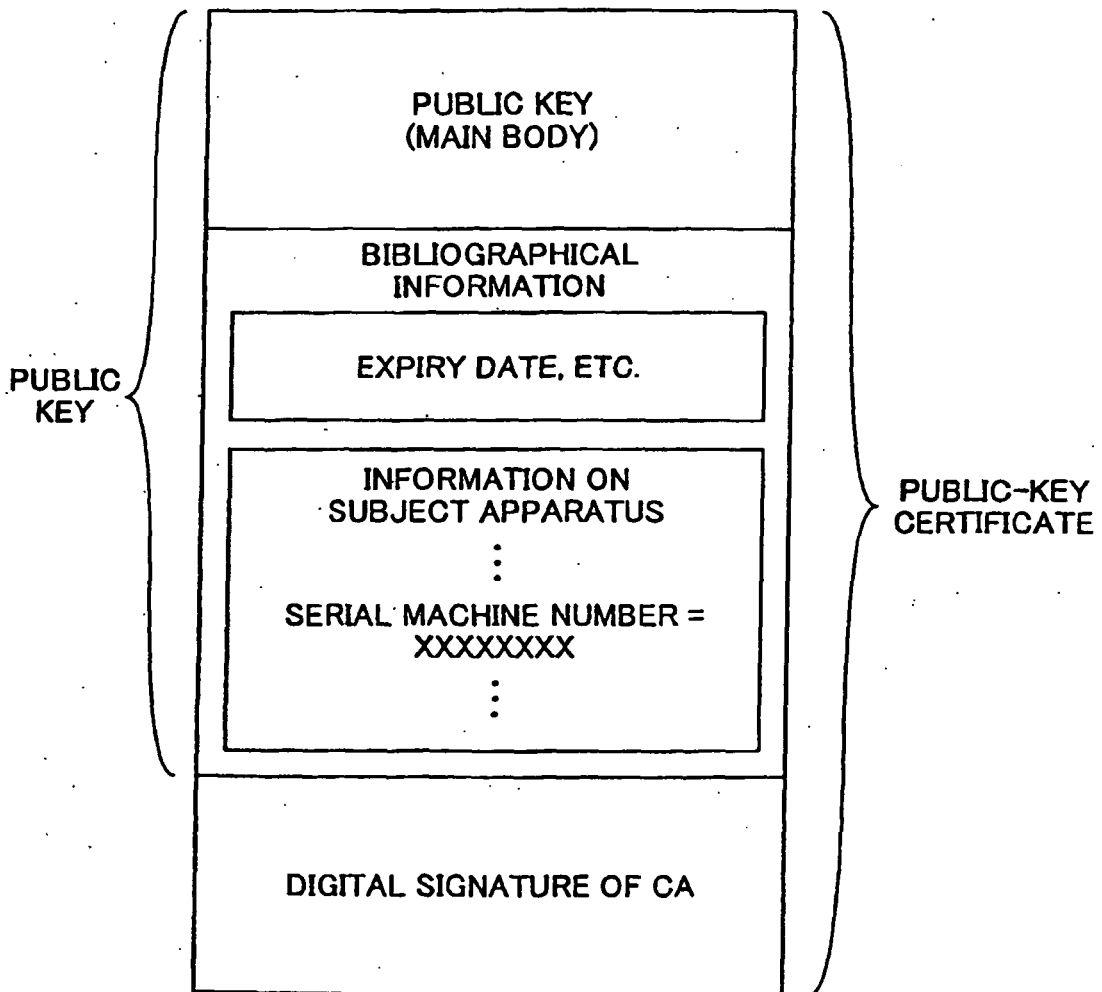 PUBLIC KEY
(MAIN BODY)
BIBLIOGRAPHICAL
INFORMATION
EXPIRY DATE, ETC.
PUBLIC
KEY
INFORMATION ON
SUBJECT APPARATUS
⋮
SERIAL MACHINE NUMBER =
XXXXXXXX
⋮
PUBLIC-KEY
CERTIFICATE
DIGITAL SIGNATURE OF CA